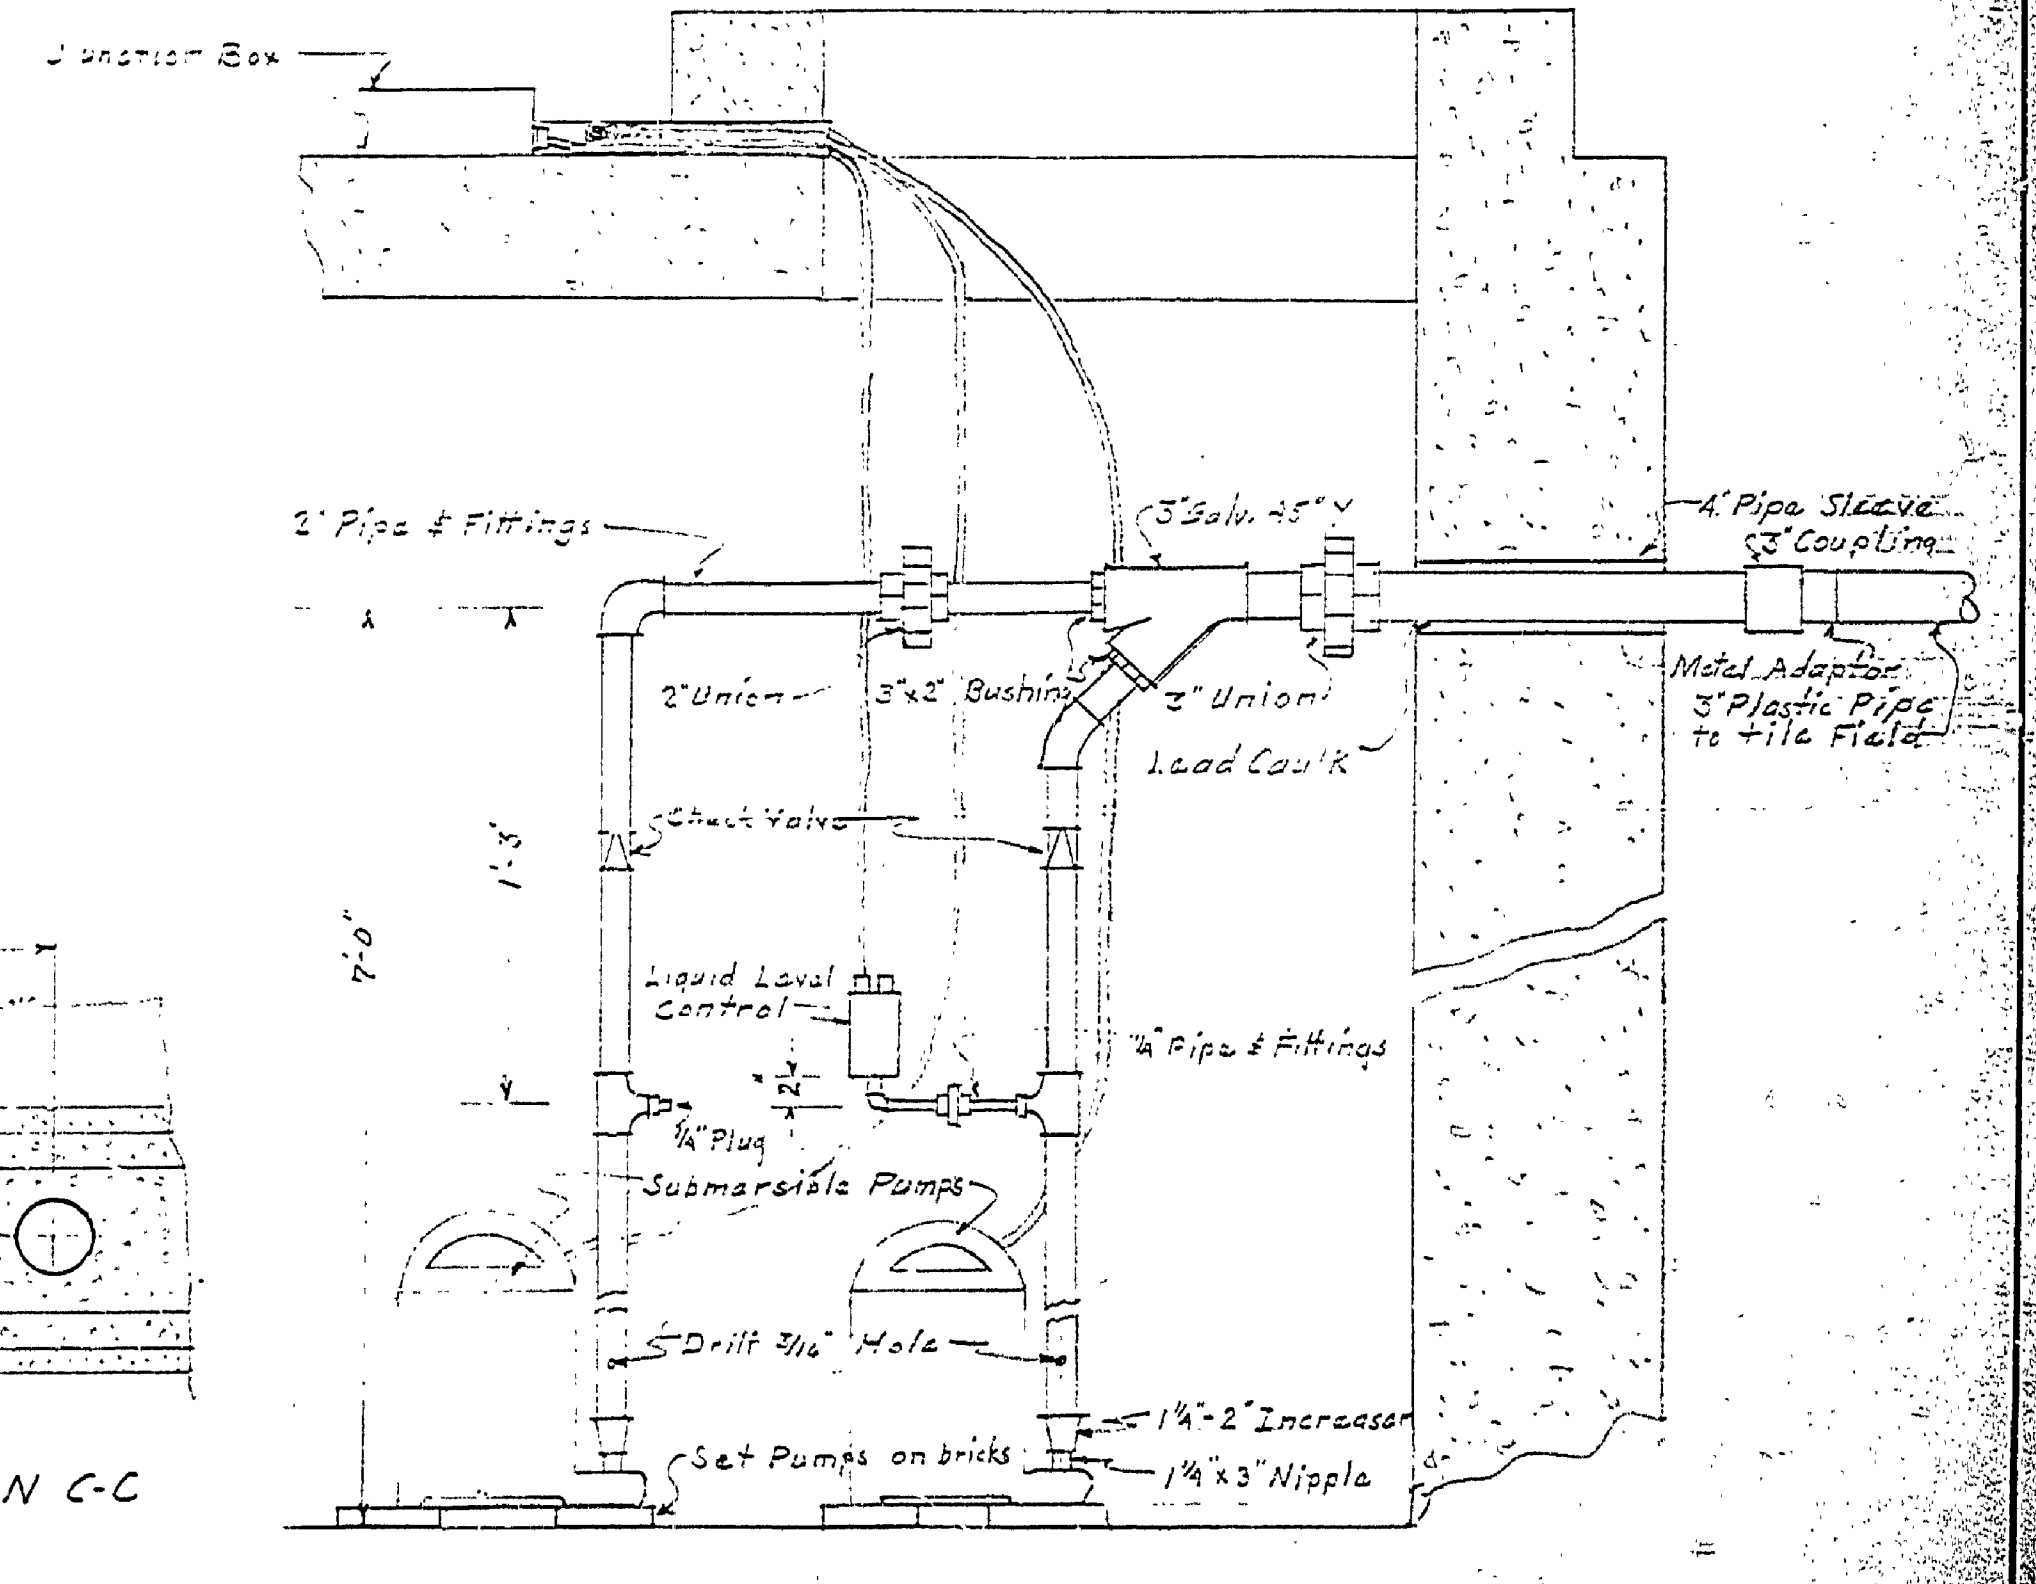 Junction Box
2" Pipe & Fittings
3" Galv. 45° Y
4" Pipe Sleeve
3" Coupling
2" Union
3"x2" Bushing
3" Union
Metal Adaptor
3" Plastic Pipe
to tile Field
Lead Caulk
Check Valve
1'-3"
7'-0"
Liquid Level
Control
1/4" Pipe & Fittings
2"
1/4" Plug
Submersible Pumps
Drill 3/16" Hole
1 1/4"-2" Increaser
Set Pumps on bricks
1 1/4" x 3" Nipple
N C-C